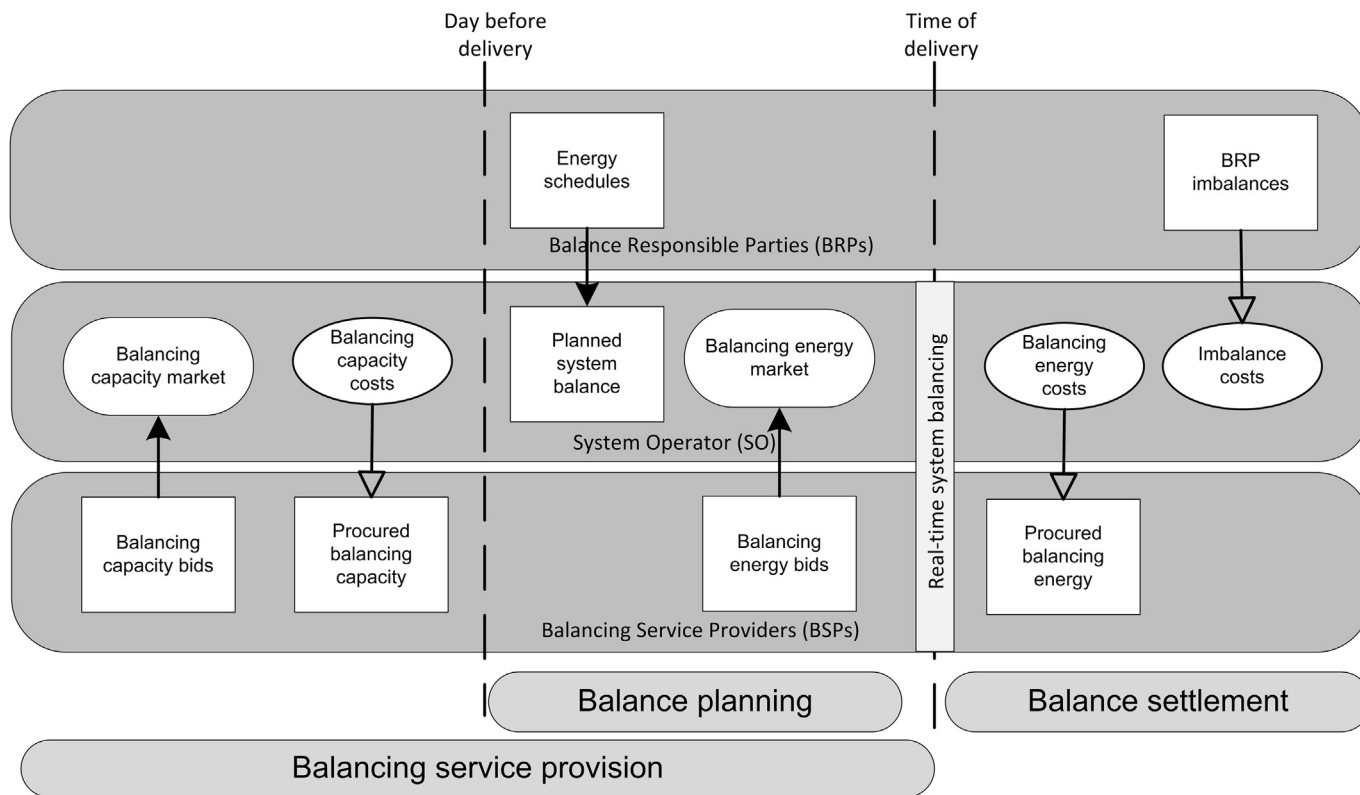 Day before
delivery
Time of
delivery
Energy
schedules
BRP
imbalances
Balance Responsible Parties (BRPs)
Balancing
capacity market
Balancing
capacity
costs
Planned
system
balance
Balancing energy
market
Balancing
energy
costs
Imbalance
costs
System Operator (SO)
Real-time system balancing
Balancing
capacity bids
Procured
balancing
capacity
Balancing
energy bids
Procured
balancing
energy
Balancing Service Providers (BSPs)
Balance planning
Balance settlement
Balancing service provision